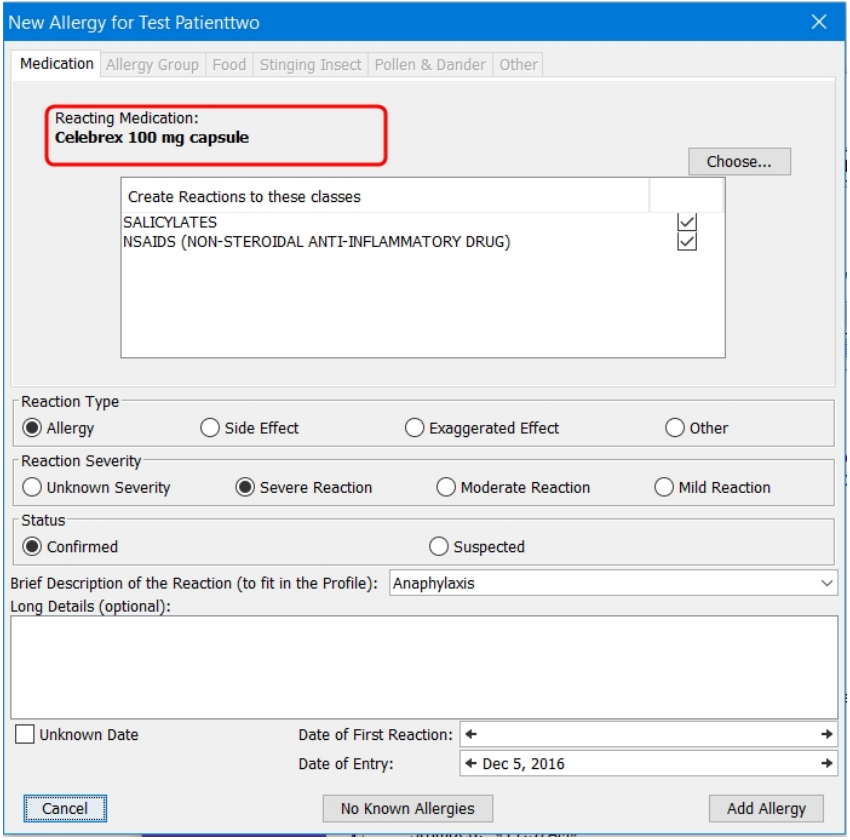 New Allergy for Test Patienttwo
Medication Allergy Group Food Stinging Insect Pollen & Dander Other
Reacting Medication:
Celebrex 100 mg capsule
Choose...
Create Reactions to these classes
SALICYLATES
NSAIDS (NON-STEROIDAL ANTI-INFLAMMATORY DRUG)
Reaction Type
Allergy Side Effect Exaggerated Effect Other
Reaction Severity
Unknown Severity Severe Reaction Moderate Reaction Mild Reaction
Status
Confirmed Suspected
Brief Description of the Reaction (to fit in the Profile): Anaphylaxis
Long Details (optional):
Unknown Date Date of First Reaction:
Date of Entry: Dec 5, 2016
Cancel No Known Allergies Add Allergy